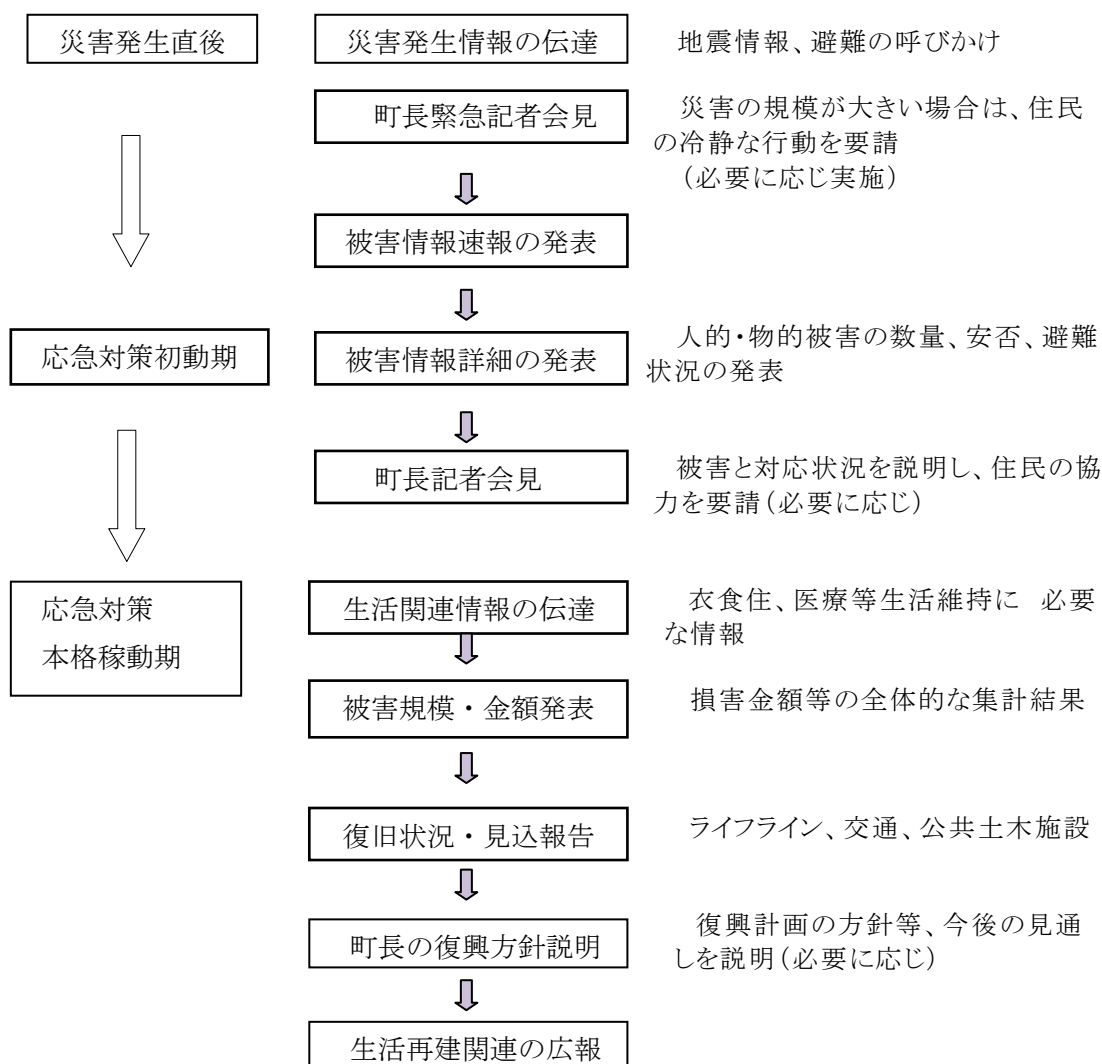 災害発生直後
災害発生情報の伝達
地震情報、避難の呼びかけ
町長緊急記者会見
災害の規模が大きい場合は、住民
の冷静な行動を要請
(必要に応じ実施)
被害情報速報の発表
応急対策初動期
被害情報詳細の発表
人的・物的被害の数量、安否、避難
状況の発表
町長記者会見
被害と対応状況を説明し、住民の協
力を要請(必要に応じ)
応急対策
本格稼動期
生活関連情報の伝達
衣食住、医療等生活維持に 必要
な情報
被害規模・金額発表
損害金額等の全体的な集計結果
復旧状況・見込報告
ライフライン、交通、公共土木施設
町長の復興方針説明
復興計画の方針等、今後の見通
しを説明(必要に応じ)
生活再建関連の広報